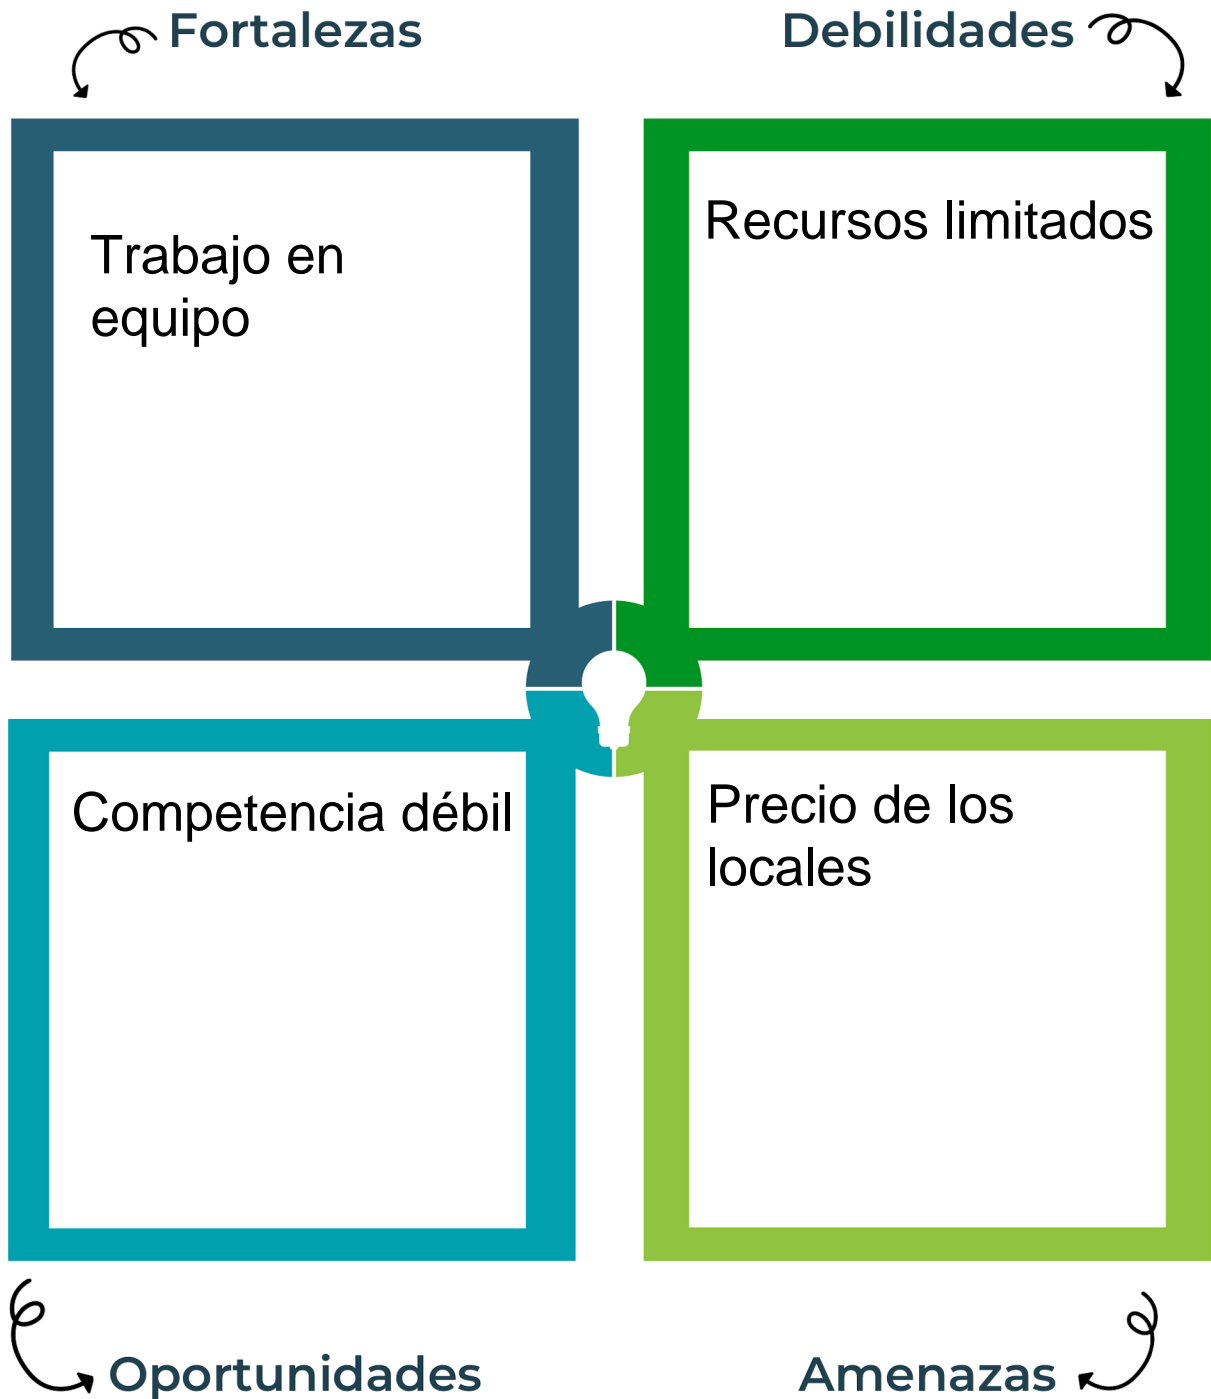 Fortalezas
Debilidades
Trabajo en
equipo
Recursos limitados
Competencia débil
Precio de los
locales
Oportunidades
Amenazas